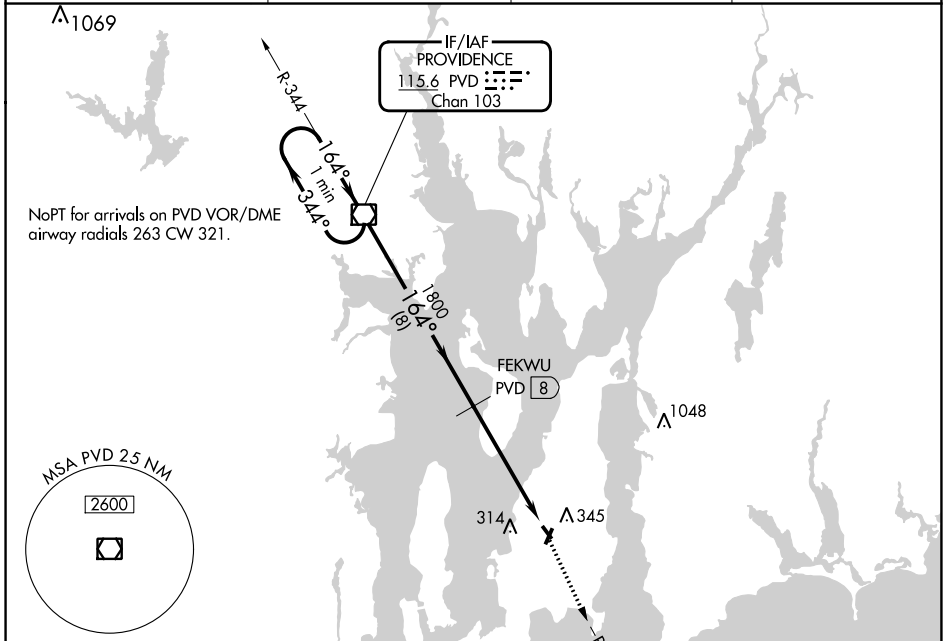 1069
IF/IAF
PROVIDENCE
115.6 PVD
Chan 103
R-344
164°
1 min
344°
NoPT for arrivals on PVD VOR/DME
airway radials 263 CW 321.
1800
164°
(8)
FEKWU
PVD 8
1048
MSA PVD 25 NM
2600
314
345